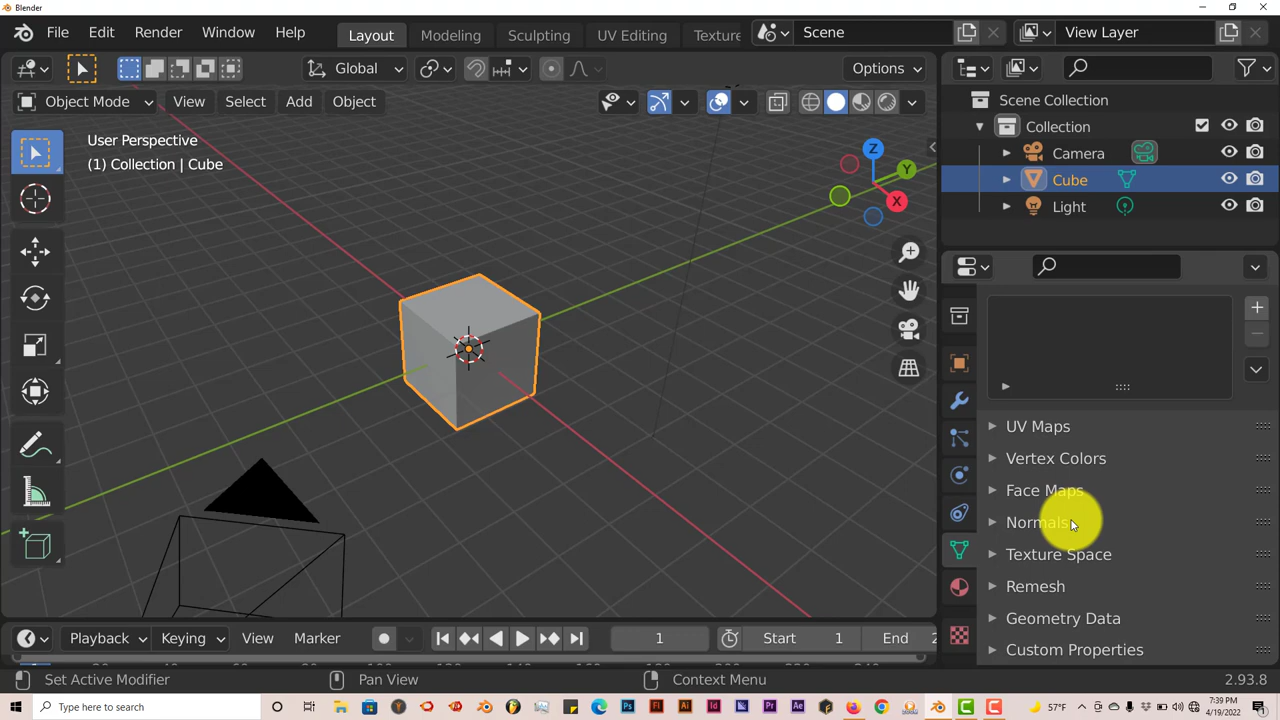 Blender
File Edit Render Window Help Layout Modeling Sculpting UV Editing Texture Scene View Layer
Global Options
Object Mode View Select Add Object
User Perspective
(1) Collection | Cube
Z
Y
X
Scene Collection
Collection
Camera
Cube
Light
UV Maps
Vertex Colors
Face Maps
Normals
Texture Space
Remesh
Geometry Data
Custom Properties
Playback Keying View Marker 1 Start 1 End 2
Set Active Modifier Pan View Context Menu 2.93.8
Type here to search
57°F
7:39 PM
4/19/2022